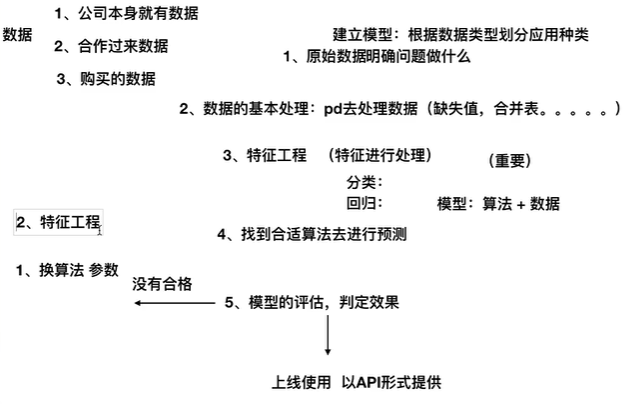 1、公司本身就有数据
数据
2、合作过来数据
3、购买的数据
建立模型：根据数据类型划分应用种类
1、原始数据明确问题做什么
2、数据的基本处理：pd去处理数据（缺失值，合并表。。。。。）
3、特征工程 （特征进行处理） （重要）
分类：
回归： 模型：算法 + 数据
2、特征工程
4、找到合适算法去进行预测
1、换算法 参数
没有合格
5、模型的评估，判定效果
上线使用 以API形式提供